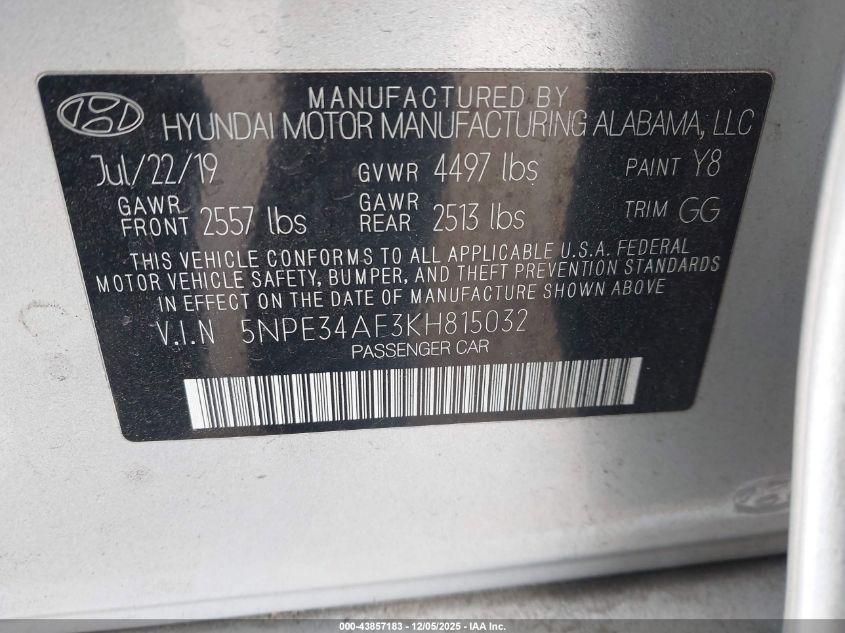 MANUFACTURED BY
HYUNDAI MOTOR MANUFACTURING ALABAMA, LLC
Jul/22/19 GVWR 4497 lbs PAINT Y8
GAWR FRONT 2557 lbs GAWR REAR 2513 lbs TRIM GG
THIS VEHICLE CONFORMS TO ALL APPLICABLE U.S.A. FEDERAL
MOTOR VEHICLE SAFETY, BUMPER, AND THEFT PREVENTION STANDARDS
IN EFFECT ON THE DATE OF MANUFACTURE SHOWN ABOVE
V.I.N 5NPE34AF3KH815032
PASSENGER CAR
000-43857183 - 12/05/2025 - IAA Inc.